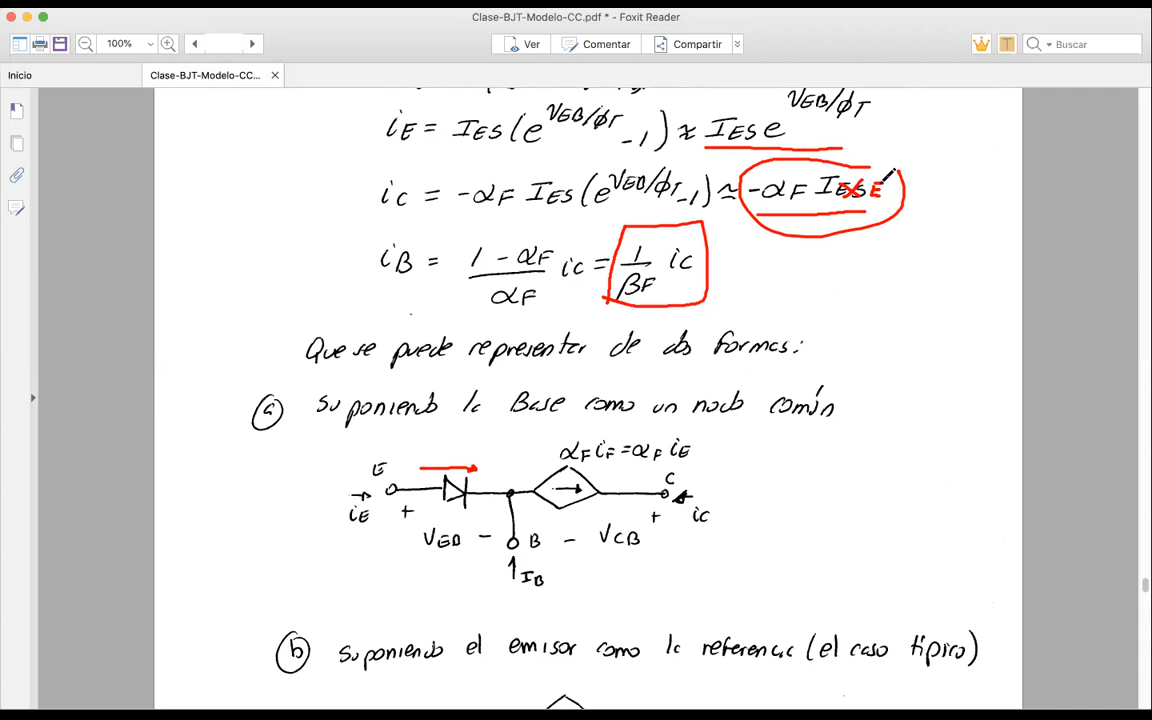 Clase-BJT-Modelo-CC.pdf * - Foxit Reader
100% Ver Comentar Compartir Buscar
Inicio Clase-BJT-Modelo-CC... ×
iE = IES(e^VEB/ϕT -1) ≈ IES e^VEB/ϕT
iC = -αF IES(e^VEB/ϕT -1) ≈ -αF IES E
iB = (1 - αF)/αF iC = 1/βF iC
Que se puede representar de dos formas:
(a) Suponiendo la Base como un nodo común
αF iF = αF iE
E C
iE + VEB - B - VCB + iC
IB
(b) Suponiendo el emisor como la referencia (el caso típico)